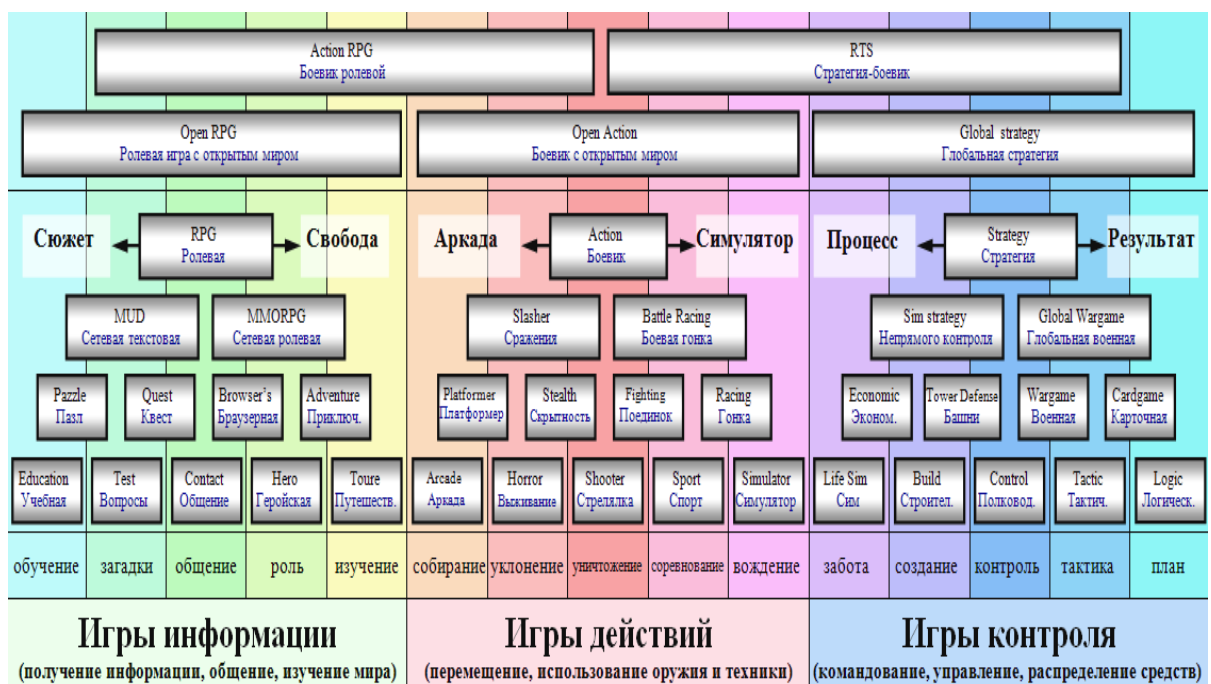 Action RPG
Боевик ролевой
RTS
Стратегия-боевик
Open RPG
Ролевая игра с открытым миром
Open Action
Боевик с открытым миром
Global strategy
Глобальная стратегия
Сюжет
RPG
Ролевая
Свобода
Аркада
Action
Боевик
Симулятор
Процесс
Strategy
Стратегия
Результат
MUD
Сетевая текстовая
MMORPG
Сетевая ролевая
Slasher
Сражения
Battle Racing
Боевая гонка
Sim strategy
Непрямого контроля
Global Wargame
Глобальная военная
Pazzle
Пазл
Quest
Квест
Browser's
Браузерная
Adventure
Приключ.
Platformer
Платформер
Stealth
Скрытность
Fighting
Поединок
Racing
Гонка
Economic
Эконом.
Tower Defense
Башни
Wargame
Военная
Cardgame
Карточная
Education
Учебная
Test
Вопросы
Contact
Общение
Hero
Геройская
Toure
Путешеств.
Arcade
Аркада
Horror
Выживание
Shooter
Стрелялка
Sport
Спорт
Simulator
Симулятор
Life Sim
Сим
Build
Строител.
Control
Полковод.
Tactic
Тактич.
Logic
Логическ.
обучение загадки общение роль изучение собирание уклонение уничтожение соревнование вождение забота создание контроль тактика план
Игры информации
(получение информации, общение, изучение мира)
Игры действий
(перемещение, использование оружия и техники)
Игры контроля
(командование, управление, распределение средств)